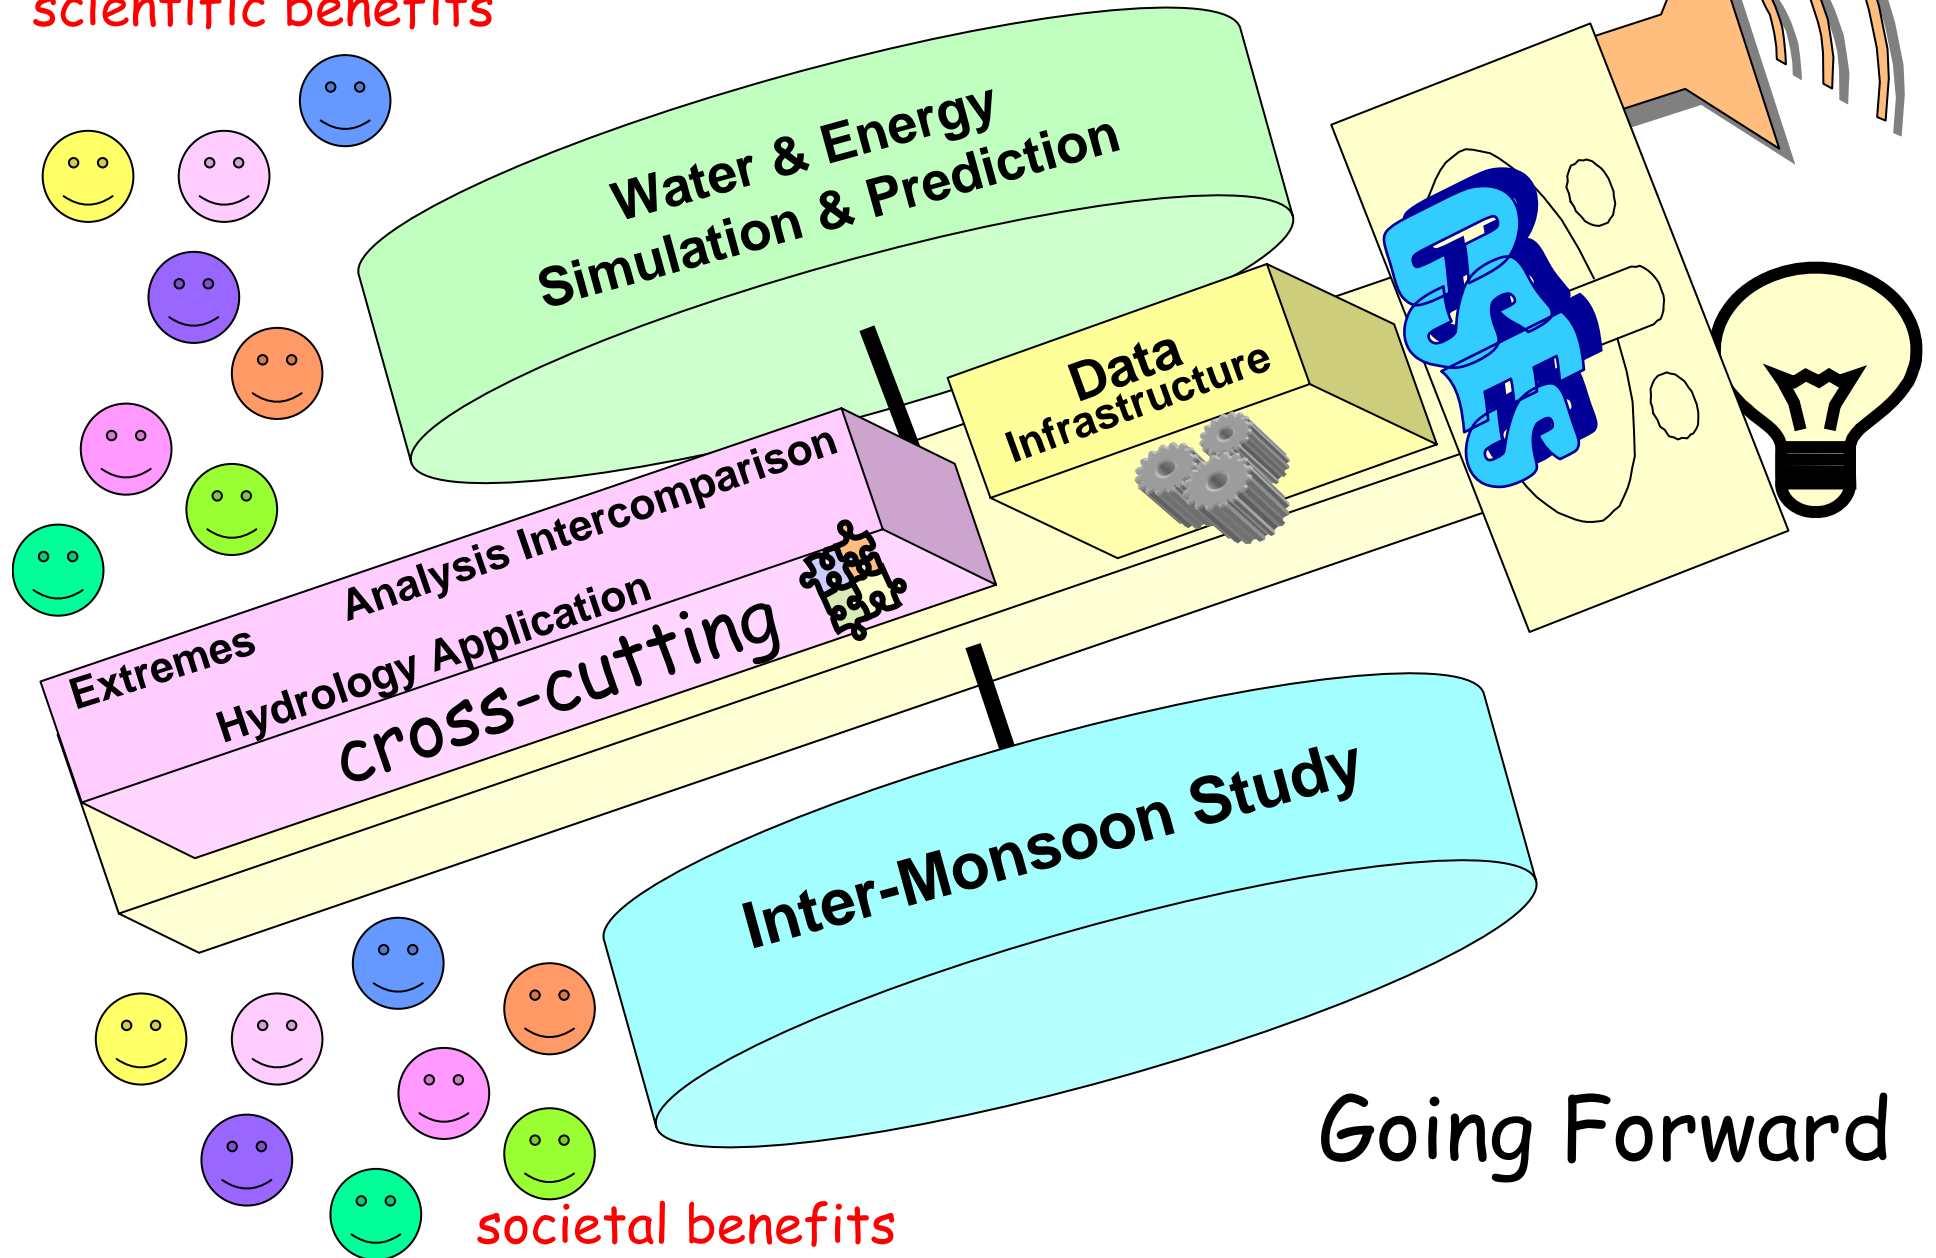 scientific benefits
Water & Energy
Simulation & Prediction
Data
Infrastructure
USES
Analysis Intercomparison
Extremes
Hydrology Application
cross-cutting
Inter-Monsoon Study
Going Forward
societal benefits